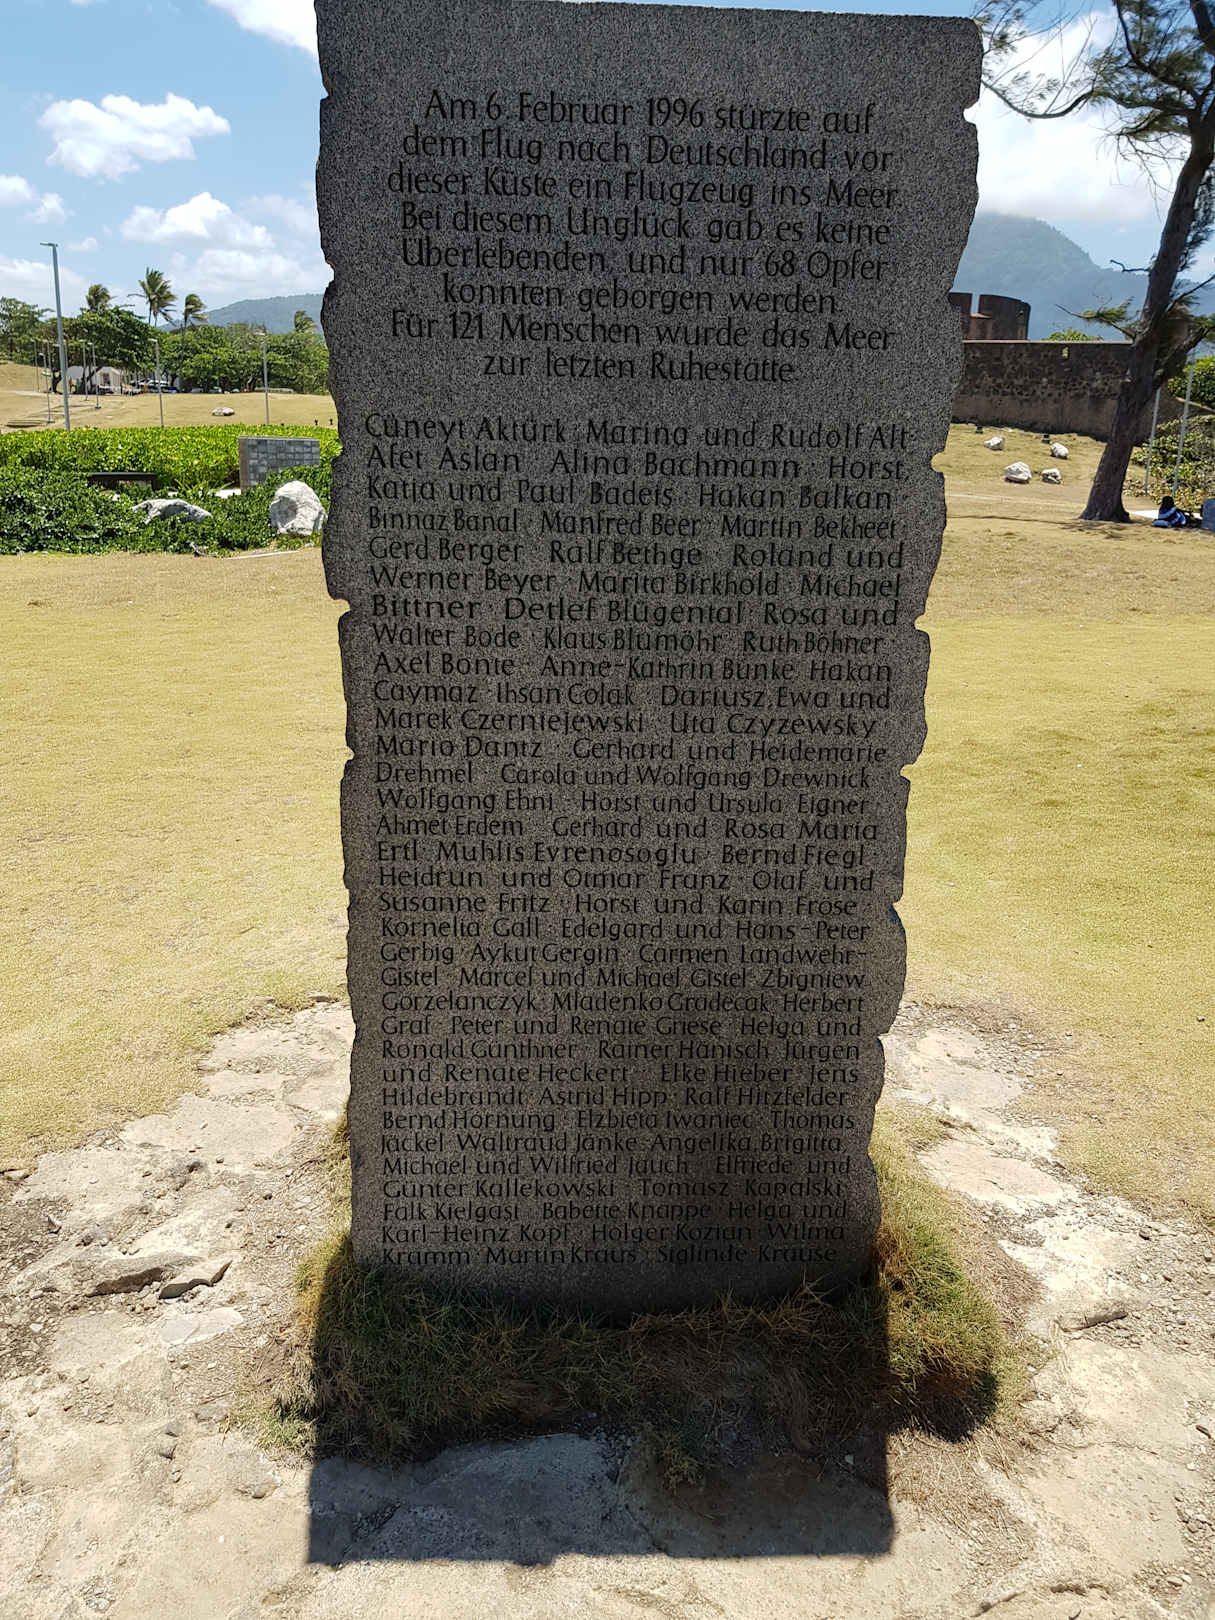 Am 6. Februar 1996 stürzte auf
dem Flug nach Deutschland vor
dieser Küste ein Flugzeug ins Meer.
Bei diesem Unglück gab es keine
Überlebenden, und nur 68 Opfer
konnten geborgen werden.
Für 121 Menschen wurde das Meer
zur letzten Ruhestätte.
Cüneyt Aktürk · Marina und Rudolf Alt ·
Afet Aslan · Alina Bachmann · Horst,
Katja und Paul Badeis · Hakan Balkan
Binnaz Banal · Manfred Beer · Martin Bekheet
Gerd Berger · Ralf Bethge · Roland und
Werner Beyer · Marita Birkhold · Michael
Bittner · Detlef Blügental · Rosa und
Walter Bode · Klaus Blumöhr · Ruth Böhner
Axel Bonte · Anne-Kathrin Bunke · Hakan
Caymaz · Ihsan Colak · Dariusz, Ewa und
Marek Czerniejewski · Uta Czyzewsky
Mario Dantz · Gerhard und Heidemarie
Drehmel · Carola und Wolfgang Drewnick
Wolfgang Ehni · Horst und Ursula Eigner
Ahmet Erdem · Gerhard und Rosa Maria
Ertl · Muhlis Evrenosoglu · Bernd Fiegl ·
Heidrun und Otmar Franz · Olaf und
Susanne Fritz · Horst und Karin Fröse
Kornelia Gall · Edelgard und Hans-Peter
Gerbig · Aykut Gergin · Carmen Landwehr-
Gistel · Marcel und Michael Gistel · Zbigniew
Gorzelanczyk · Mladenko Gradecak · Herbert
Graf · Peter und Renate Griese · Helga und
Ronald Günthner · Rainer Hänisch · Jürgen
und Renate Heckert · Elke Hieber · Jens
Hildebrandt · Astrid Hipp · Ralf Hitzfelder
Bernd Hornung · Elzbieta Iwaniec · Thomas
Jäckel · Waltraud Jänke · Angelika, Brigitta,
Michael und Wilfried Jauch · Elfriede und
Günter Kallekowski · Tomasz Kapalski
Falk Kielgast · Babette Knappe · Helga und
Karl-Heinz Kopf · Holger Kozian · Wilma
Kramm · Martin Kraus · Siglinde Krause